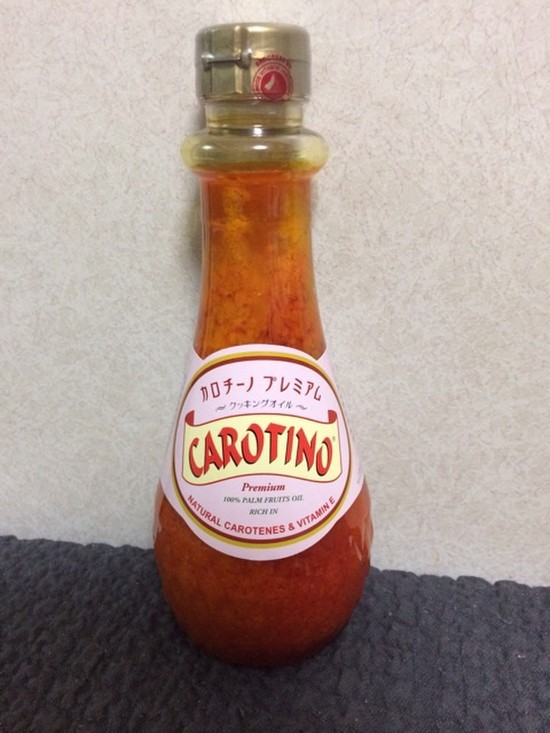 カロチーノ プレミアム
～クッキングオイル～
CAROTINO®
Premium
100% PALM FRUITS OIL
RICH IN
NATURAL CAROTENES & VITAMIN E